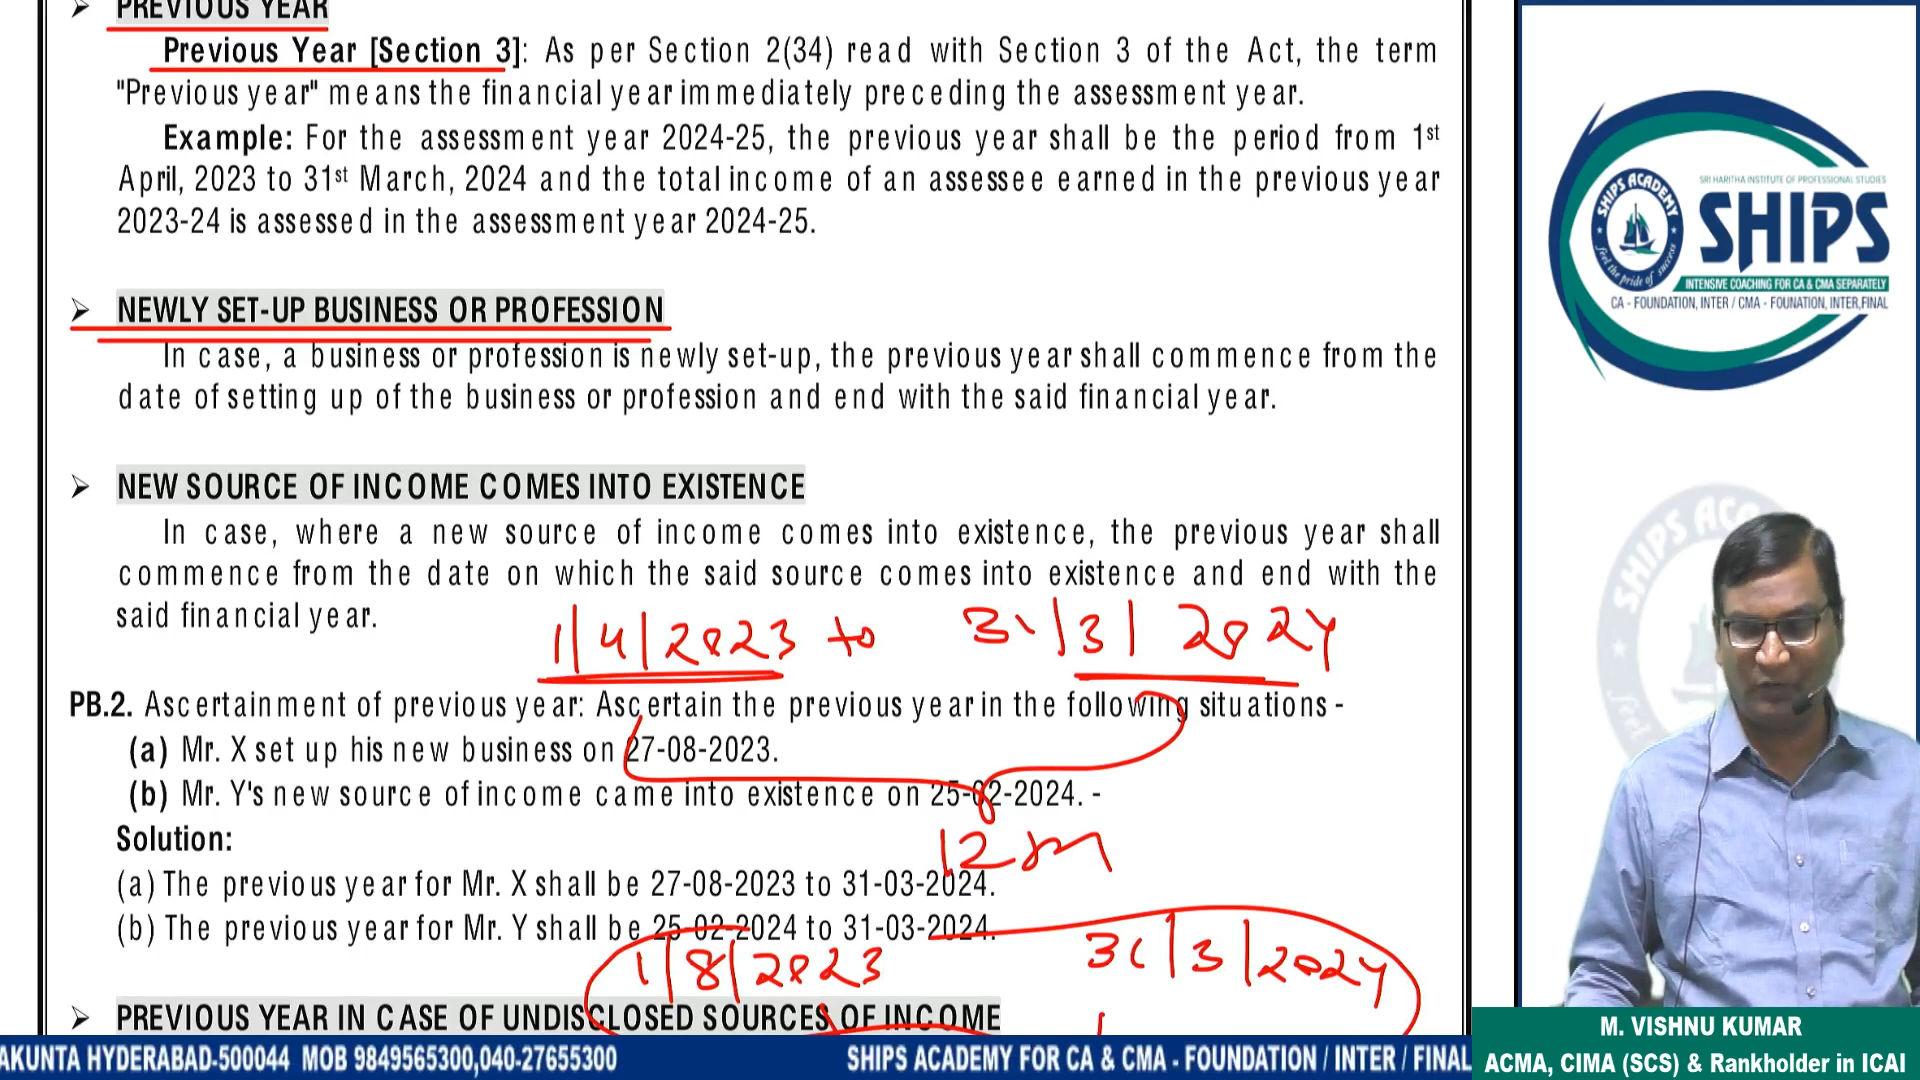 PREVIOUS YEAR
Previous Year [Section 3]: As per Section 2(34) read with Section 3 of the Act, the term
"Previous year" means the financial year immediately preceding the assessment year.
Example: For the assessment year 2024-25, the previous year shall be the period from 1st
April, 2023 to 31st March, 2024 and the total income of an assessee earned in the previous year
2023-24 is assessed in the assessment year 2024-25.
NEWLY SET-UP BUSINESS OR PROFESSION
In case, a business or profession is newly set-up, the previous year shall commence from the
date of setting up of the business or profession and end with the said financial year.
NEW SOURCE OF INCOME COMES INTO EXISTENCE
In case, where a new source of income comes into existence, the previous year shall
commence from the date on which the said source comes into existence and end with the
said financial year.
1/4/2023 to 31/3/2024
PB.2. Ascertainment of previous year: Ascertain the previous year in the following situations -
(a) Mr. X set up his new business on 27-08-2023.
(b) Mr. Y's new source of income came into existence on 25-02-2024. -
Solution:
12 m
(a) The previous year for Mr. X shall be 27-08-2023 to 31-03-2024.
(b) The previous year for Mr. Y shall be 25-02-2024 to 31-03-2024.
1/8/2023 31/3/2024
PREVIOUS YEAR IN CASE OF UNDISCLOSED SOURCES OF INCOME
AKUNTA HYDERABAD-500044 MOB 9849565300,040-27655300
SHIPS ACADEMY FOR CA & CMA - FOUNDATION / INTER / FINAL
SRI HARITHA INSTITUTE OF PROFESSIONAL STUDIES
SHIPS ACADEMY
feel the pride of success
SHIPS
INTENSIVE COACHING FOR CA & CMA SEPARATELY
CA - FOUNDATION, INTER / CMA - FOUNATION, INTER,FINAL
SHIPS ACA
feel
M. VISHNU KUMAR
ACMA, CIMA (SCS) & Rankholder in ICAI